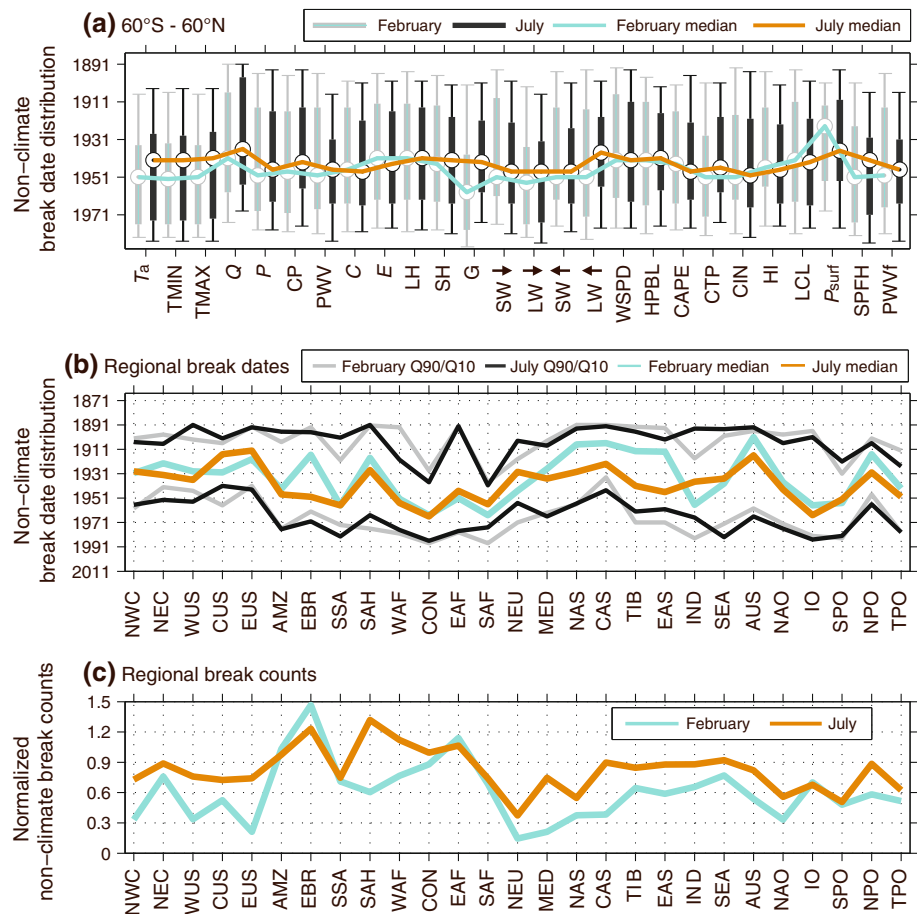 (a) 60°S - 60°N
February July February median July median
Non−climate
break date distribution
1891
1911
1931
1951
1971
Ta TMIN TMAX Q P CP PWV C E LH SH G SW→ LW→ SW← LW← WSPD HPBL CAPE CTP CIN HI LCL Psurf SPFH PWVf
(b) Regional break dates
February Q90/Q10 July Q90/Q10 February median July median
Non−climate
break date distribution
1871
1891
1911
1931
1951
1971
1991
2011
NWC NEC WUS CUS EUS AMZ EBR SSA SAH WAF CON EAF SAF NEU MED NAS CAS TIB EAS IND SEA AUS NAO IO SPO NPO TPO
(c) Regional break counts
February July
Normalized
non−climate break counts
1.5
1.2
0.9
0.6
0.3
0
NWC NEC WUS CUS EUS AMZ EBR SSA SAH WAF CON EAF SAF NEU MED NAS CAS TIB EAS IND SEA AUS NAO IO SPO NPO TPO